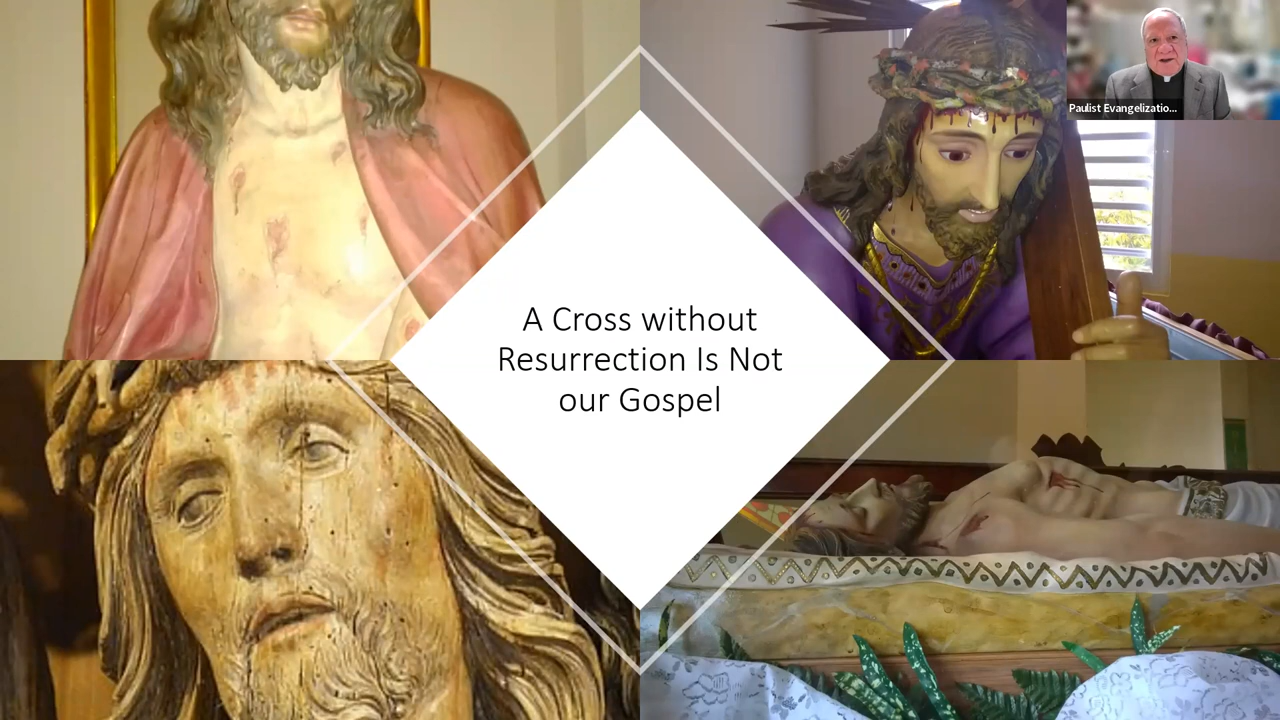 Paulist Evangelizatio...
A Cross without
Resurrection Is Not
our Gospel